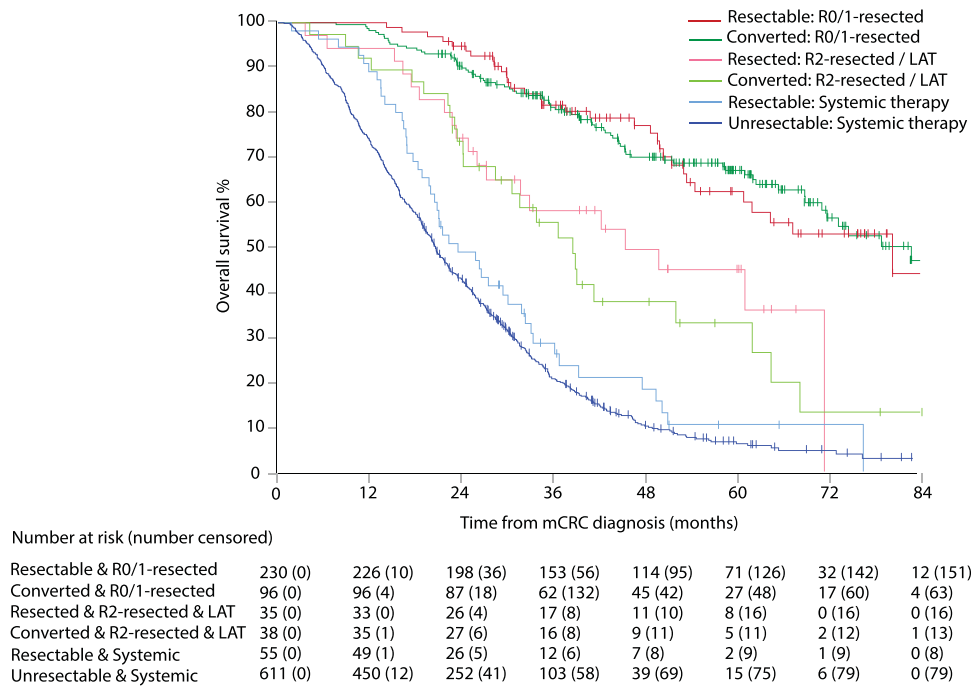 Resectable: R0/1-resected
Converted: R0/1-resected
Resected: R2-resected / LAT
Converted: R2-resected / LAT
Resectable: Systemic therapy
Unresectable: Systemic therapy
Overall survival %
100
90
80
70
60
50
40
30
20
10
0
0 12 24 36 48 60 72 84
Time from mCRC diagnosis (months)
Number at risk (number censored)
Resectable & R0/1-resected 230 (0) 226 (10) 198 (36) 153 (56) 114 (95) 71 (126) 32 (142) 12 (151)
Converted & R0/1-resected 96 (0) 96 (4) 87 (18) 62 (132) 45 (42) 27 (48) 17 (60) 4 (63)
Resected & R2-resected & LAT 35 (0) 33 (0) 26 (4) 17 (8) 11 (10) 8 (16) 0 (16) 0 (16)
Converted & R2-resected & LAT 38 (0) 35 (1) 27 (6) 16 (8) 9 (11) 5 (11) 2 (12) 1 (13)
Resectable & Systemic 55 (0) 49 (1) 26 (5) 12 (6) 7 (8) 2 (9) 1 (9) 0 (8)
Unresectable & Systemic 611 (0) 450 (12) 252 (41) 103 (58) 39 (69) 15 (75) 6 (79) 0 (79)